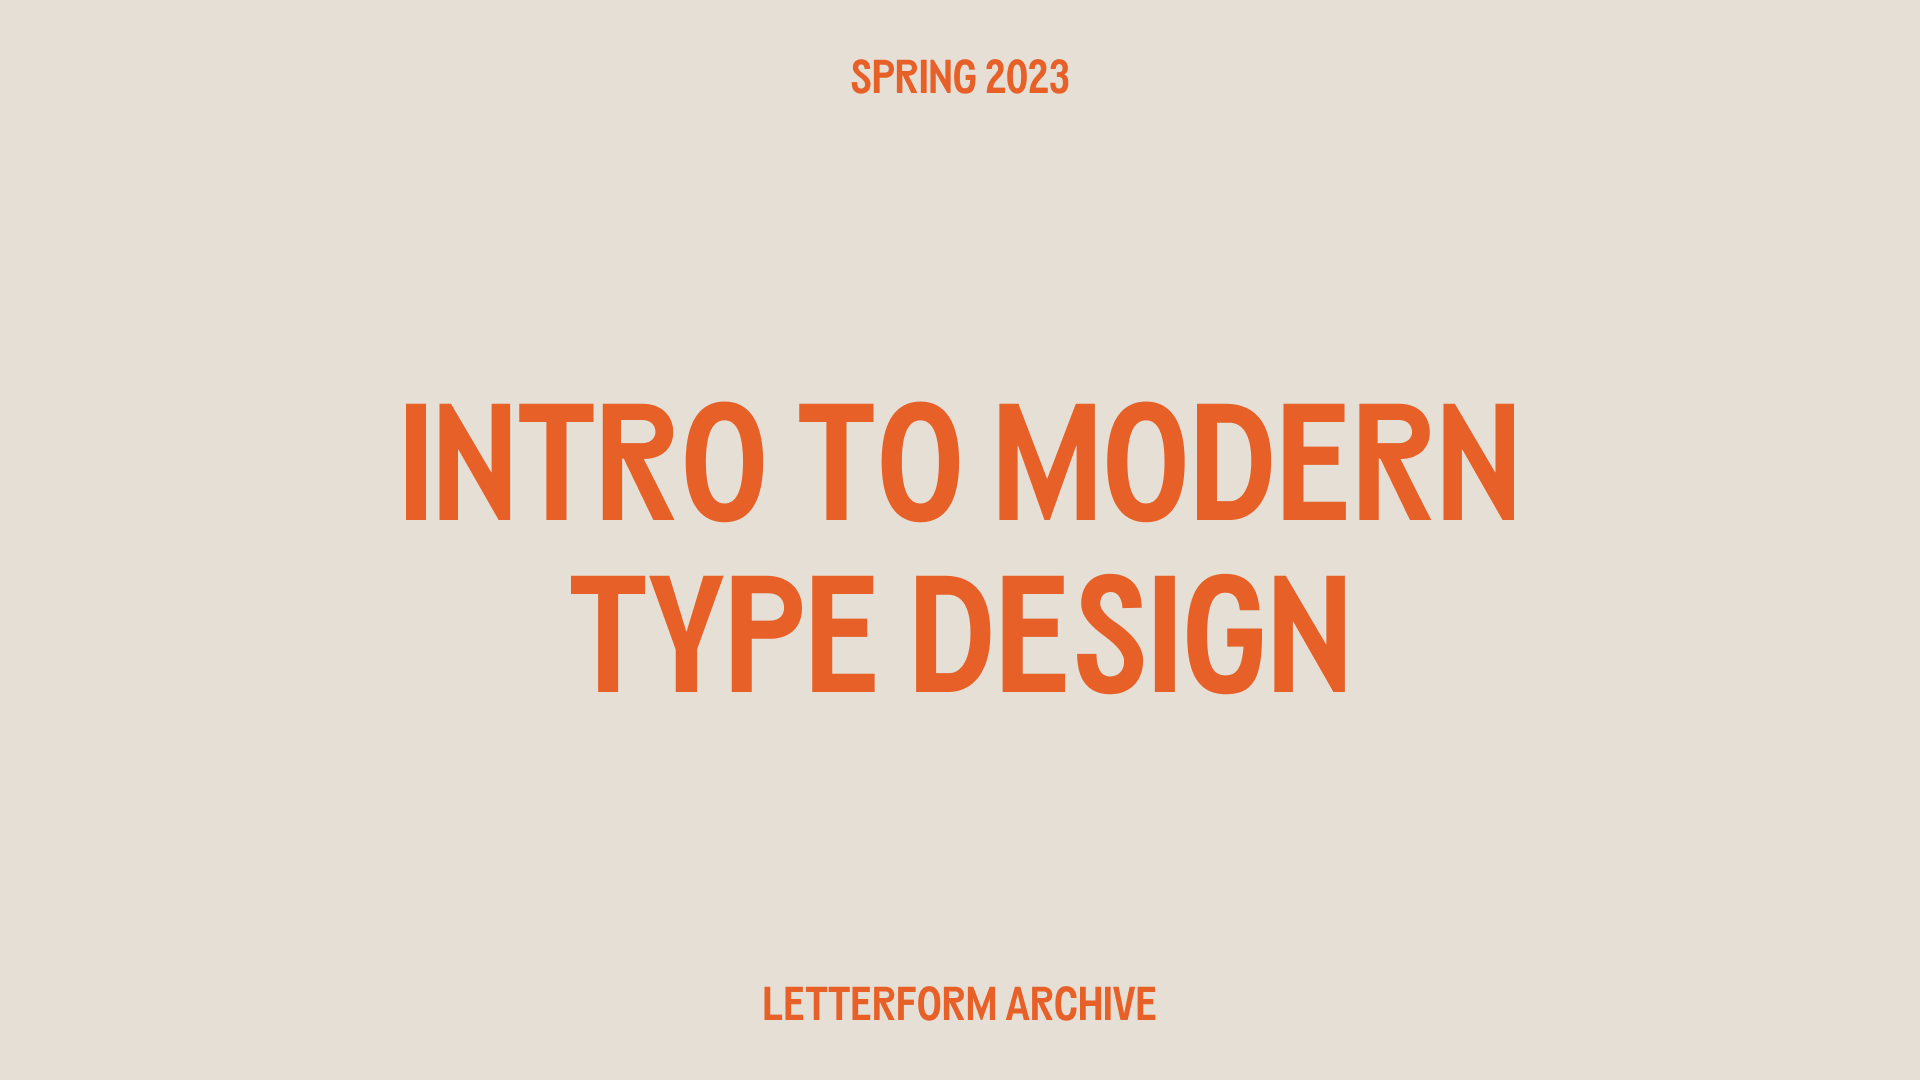 SPRING 2023
INTRO TO MODERN
TYPE DESIGN
LETTERFORM ARCHIVE